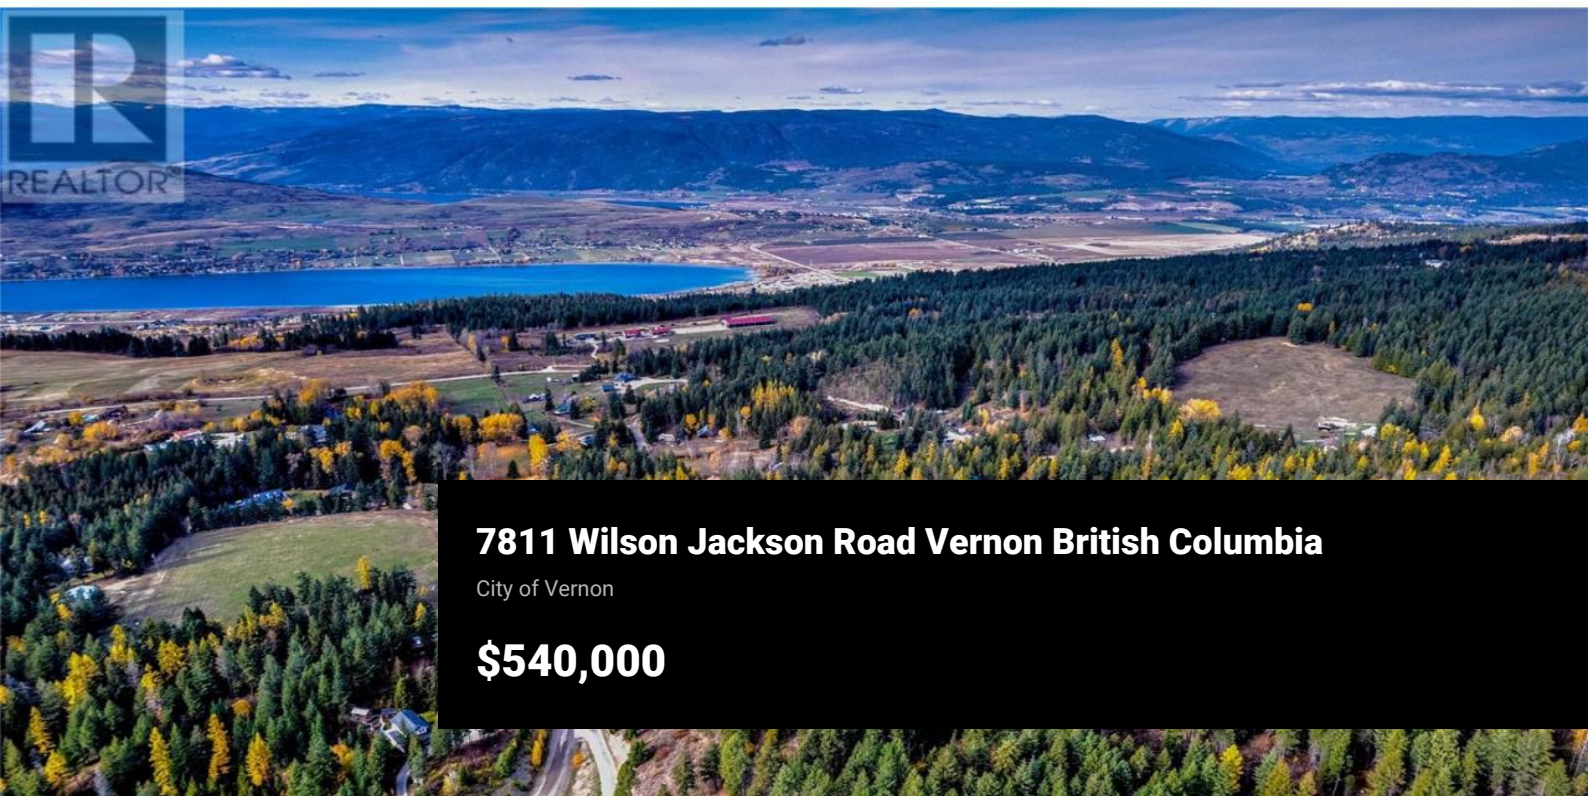 REALTOR
7811 Wilson Jackson Road Vernon British Columbia
City of Vernon
$540,000